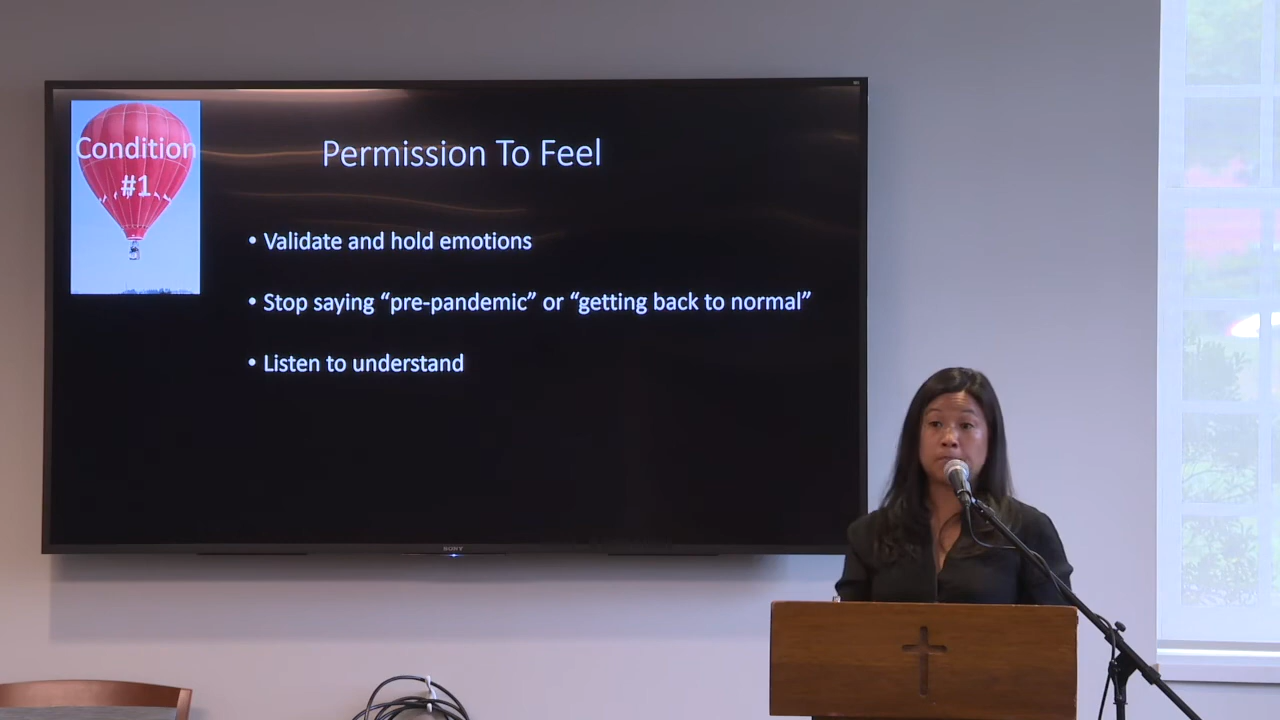 Condition
#1
Permission To Feel
• Validate and hold emotions
• Stop saying “pre-pandemic” or “getting back to normal”
• Listen to understand
SONY